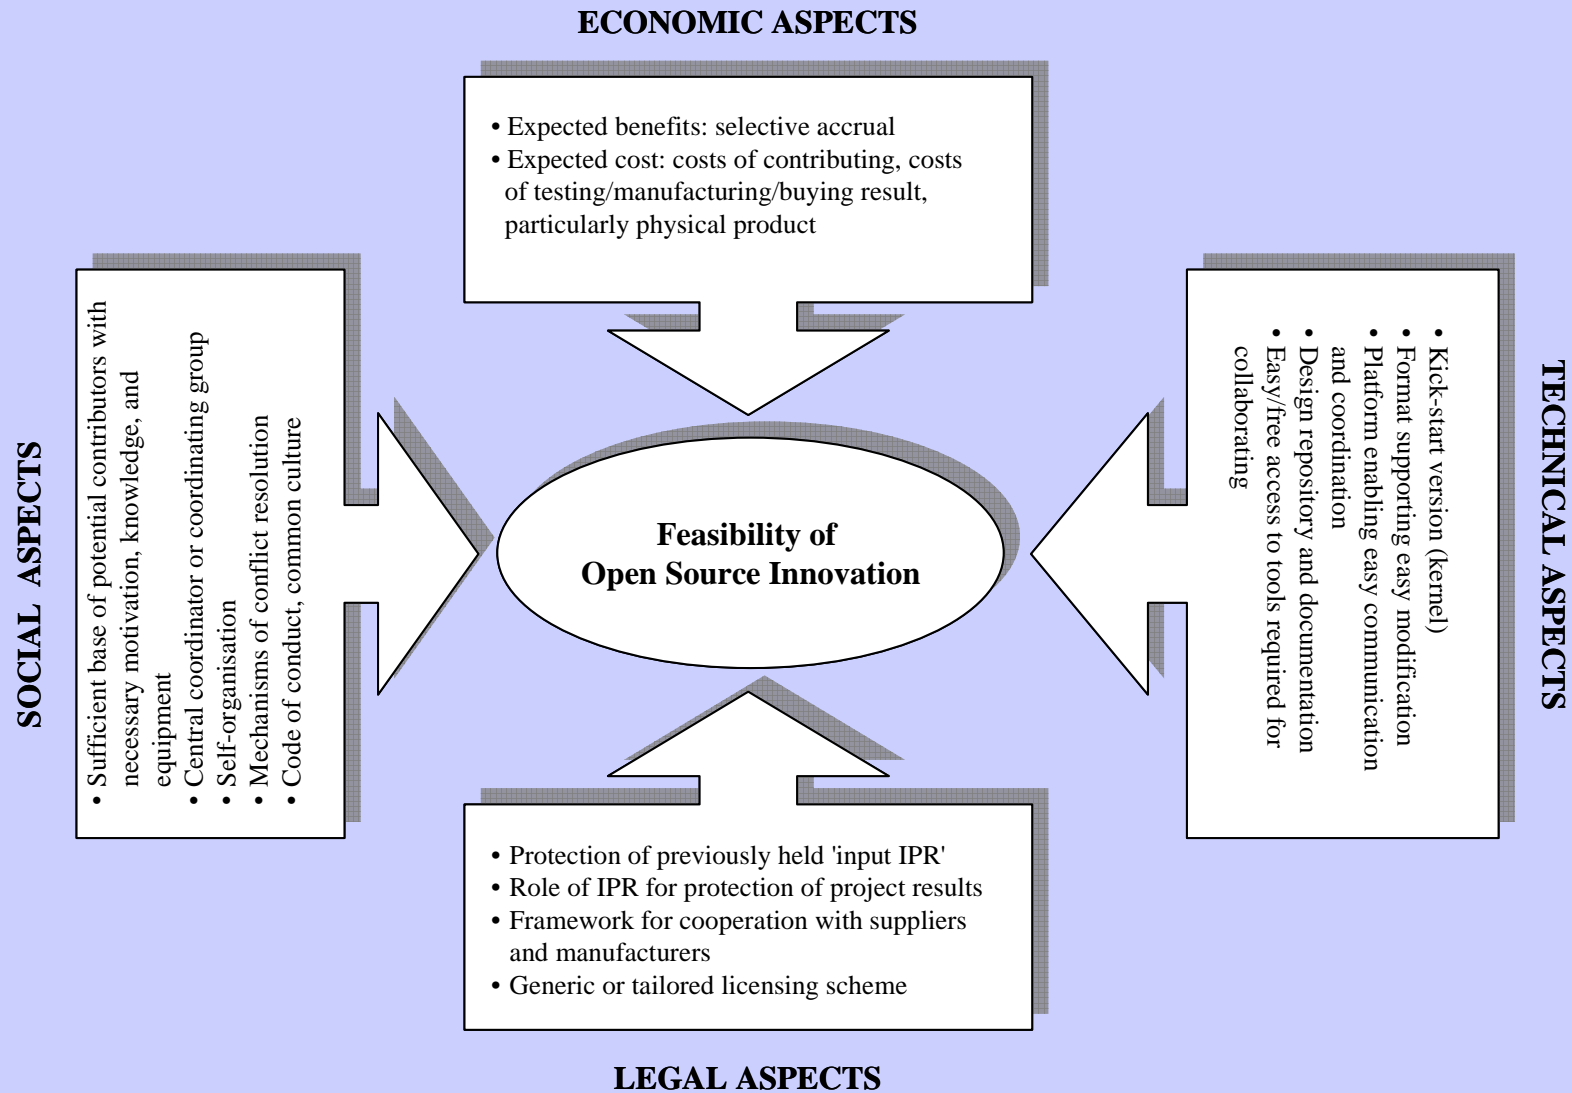 ECONOMIC ASPECTS
• Expected benefits: selective accrual
• Expected cost: costs of contributing, costs
of testing/manufacturing/buying result,
particularly physical product
SOCIAL ASPECTS
• Sufficient base of potential contributors with
necessary motivation, knowledge, and
equipment
• Central coordinator or coordinating group
• Self-organisation
• Mechanisms of conflict resolution
• Code of conduct, common culture
Feasibility of
Open Source Innovation
TECHNICAL ASPECTS
• Kick-start version (kernel)
• Format supporting easy modification
• Platform enabling easy communication
and coordination
• Design repository and documentation
• Easy/free access to tools required for
collaborating
• Protection of previously held 'input IPR'
• Role of IPR for protection of project results
• Framework for cooperation with suppliers
and manufacturers
• Generic or tailored licensing scheme
LEGAL ASPECTS